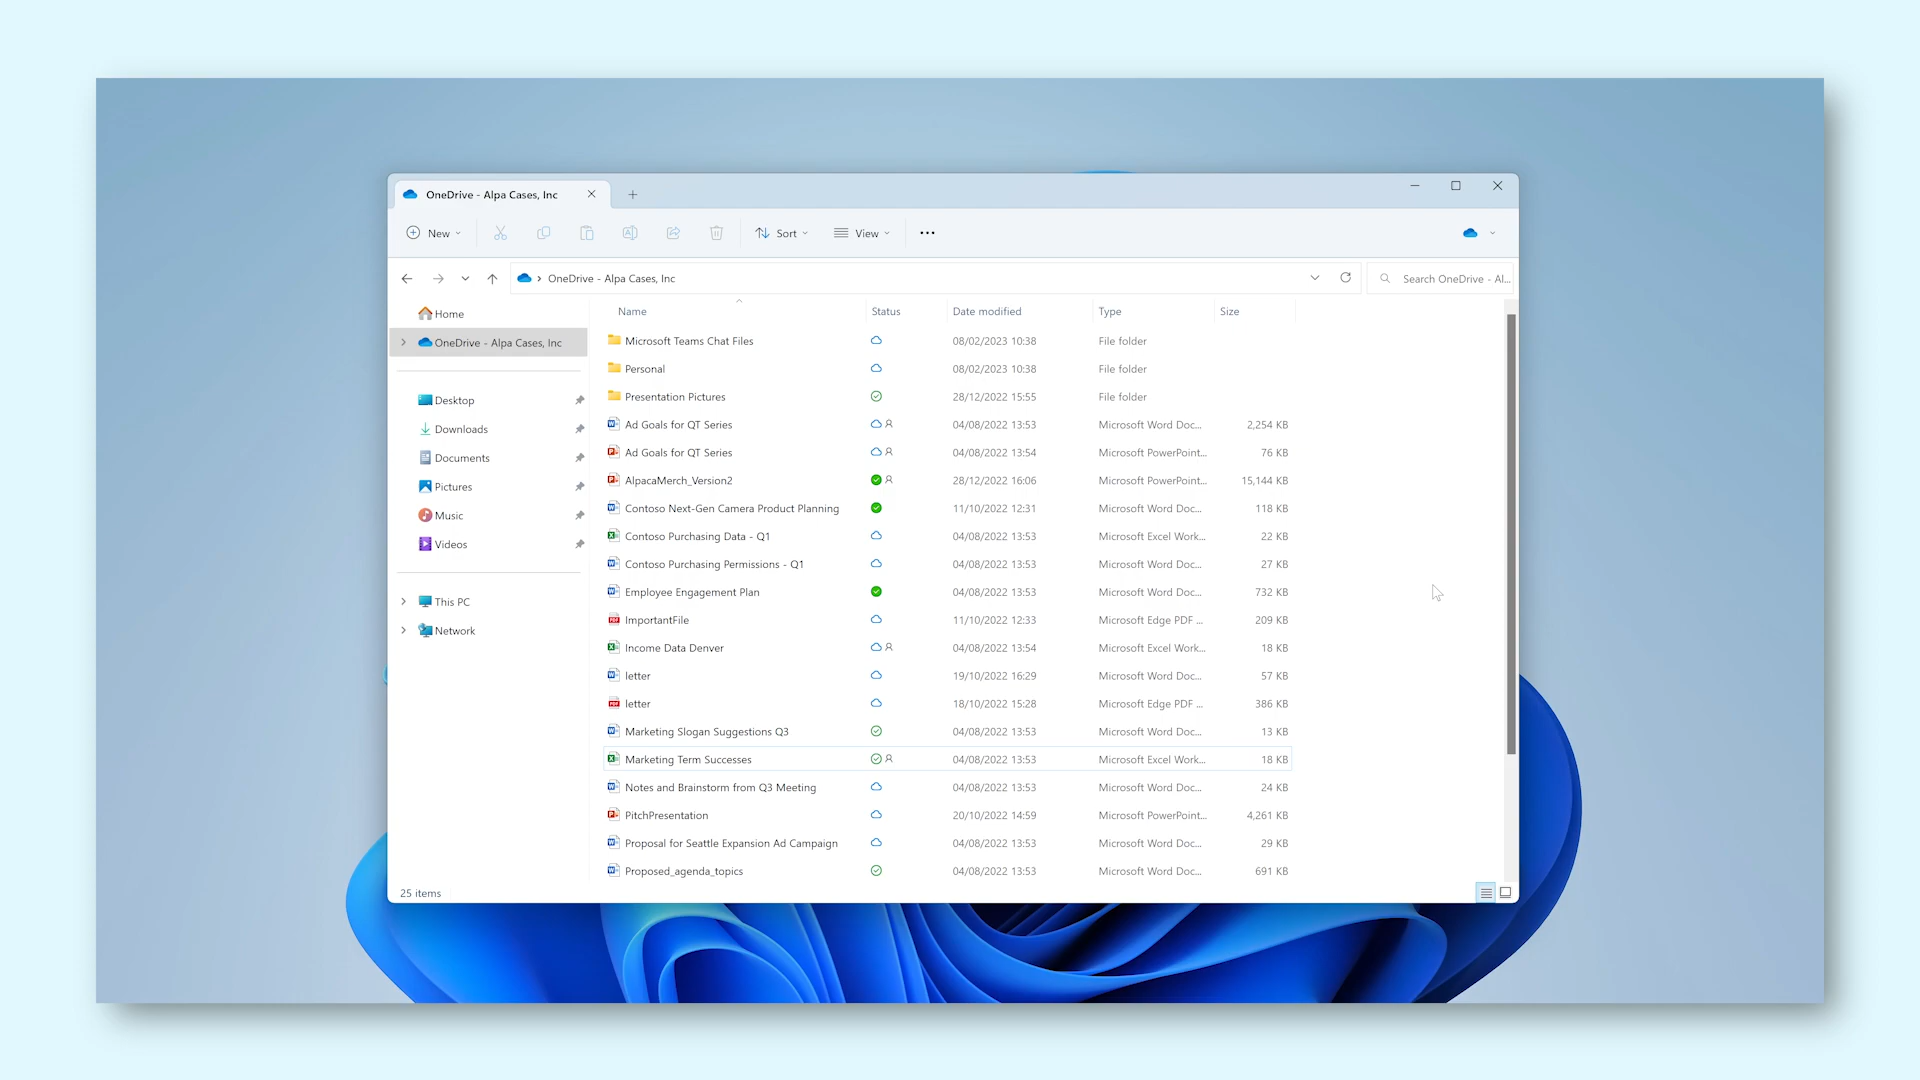 OneDrive - Alpa Cases, Inc
New
Sort
View
OneDrive - Alpa Cases, Inc
Search OneDrive - Al...
Home
OneDrive - Alpa Cases, Inc
Desktop
Downloads
Documents
Pictures
Music
Videos
This PC
Network
Name Status Date modified Type Size
Microsoft Teams Chat Files 08/02/2023 10:38 File folder
Personal 08/02/2023 10:38 File folder
Presentation Pictures 28/12/2022 15:55 File folder
Ad Goals for QT Series 04/08/2022 13:53 Microsoft Word Doc... 2,254 KB
Ad Goals for QT Series 04/08/2022 13:54 Microsoft PowerPoint... 76 KB
AlpacaMerch_Version2 28/12/2022 16:06 Microsoft PowerPoint... 15,144 KB
Contoso Next-Gen Camera Product Planning 11/10/2022 12:31 Microsoft Word Doc... 118 KB
Contoso Purchasing Data - Q1 04/08/2022 13:53 Microsoft Excel Work... 22 KB
Contoso Purchasing Permissions - Q1 04/08/2022 13:53 Microsoft Word Doc... 27 KB
Employee Engagement Plan 04/08/2022 13:53 Microsoft Word Doc... 732 KB
ImportantFile 11/10/2022 12:33 Microsoft Edge PDF ... 209 KB
Income Data Denver 04/08/2022 13:54 Microsoft Excel Work... 18 KB
letter 19/10/2022 16:29 Microsoft Word Doc... 57 KB
letter 18/10/2022 15:28 Microsoft Edge PDF ... 386 KB
Marketing Slogan Suggestions Q3 04/08/2022 13:53 Microsoft Word Doc... 13 KB
Marketing Term Successes 04/08/2022 13:53 Microsoft Excel Work... 18 KB
Notes and Brainstorm from Q3 Meeting 04/08/2022 13:53 Microsoft Word Doc... 24 KB
PitchPresentation 20/10/2022 14:59 Microsoft PowerPoint... 4,261 KB
Proposal for Seattle Expansion Ad Campaign 04/08/2022 13:53 Microsoft Word Doc... 29 KB
Proposed_agenda_topics 04/08/2022 13:53 Microsoft Word Doc... 691 KB
25 items